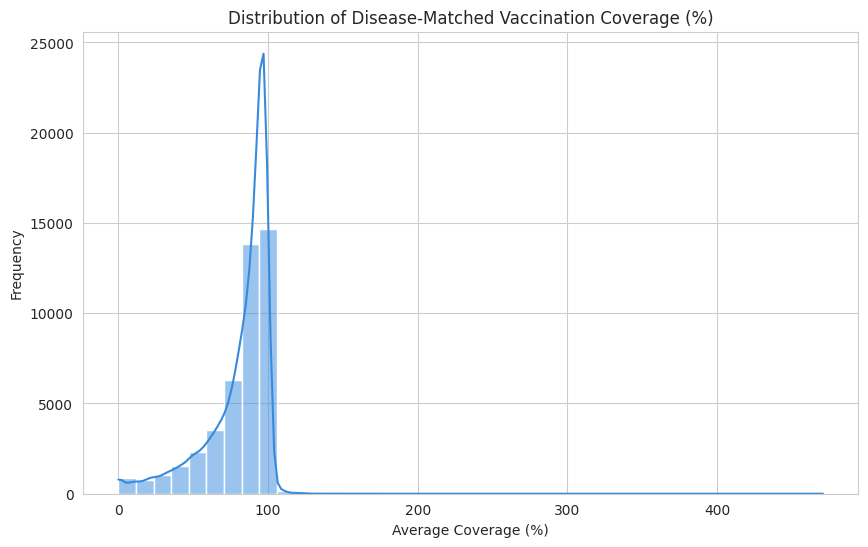 Distribution of Disease-Matched Vaccination Coverage (%)
25000
20000
15000
10000
5000
0
Frequency
0 100 200 300 400
Average Coverage (%)